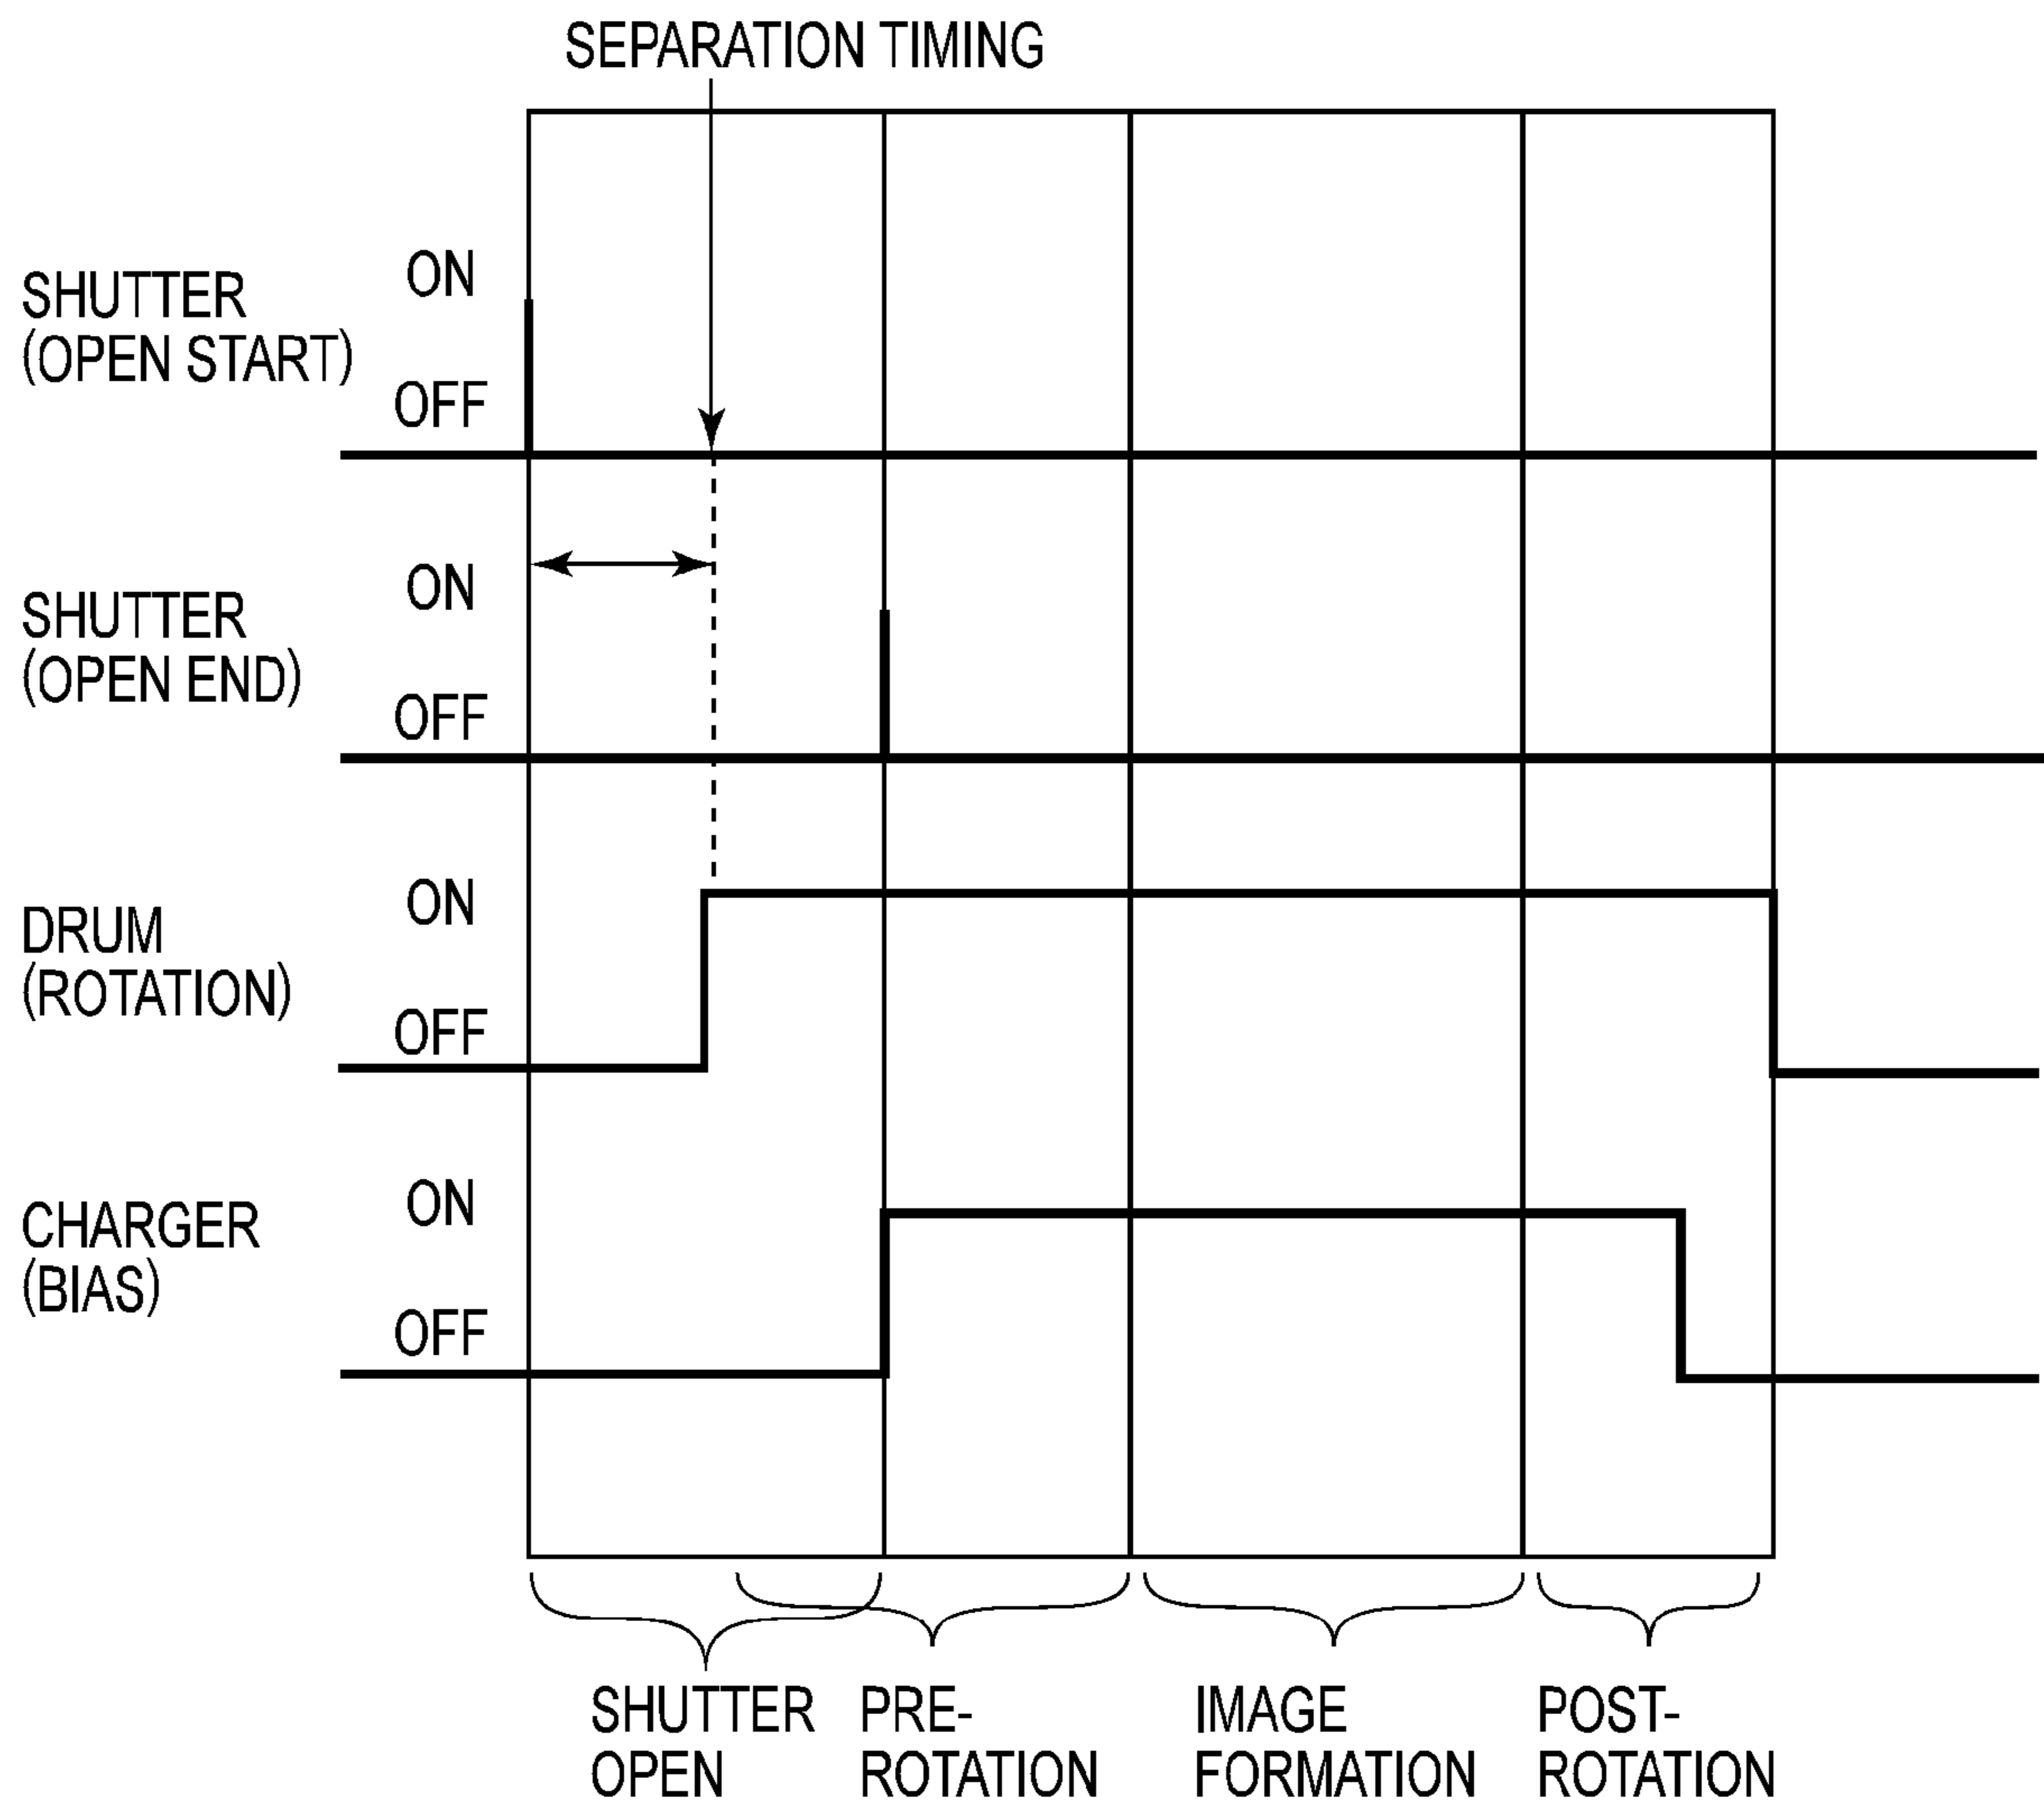 SEPARATION TIMING
SHUTTER
(OPEN START)
ON
OFF
SHUTTER
(OPEN END)
ON
OFF
DRUM
(ROTATION)
ON
OFF
CHARGER
(BIAS)
ON
OFF
SHUTTER
OPEN
PRE-
ROTATION
IMAGE
FORMATION
POST-
ROTATION